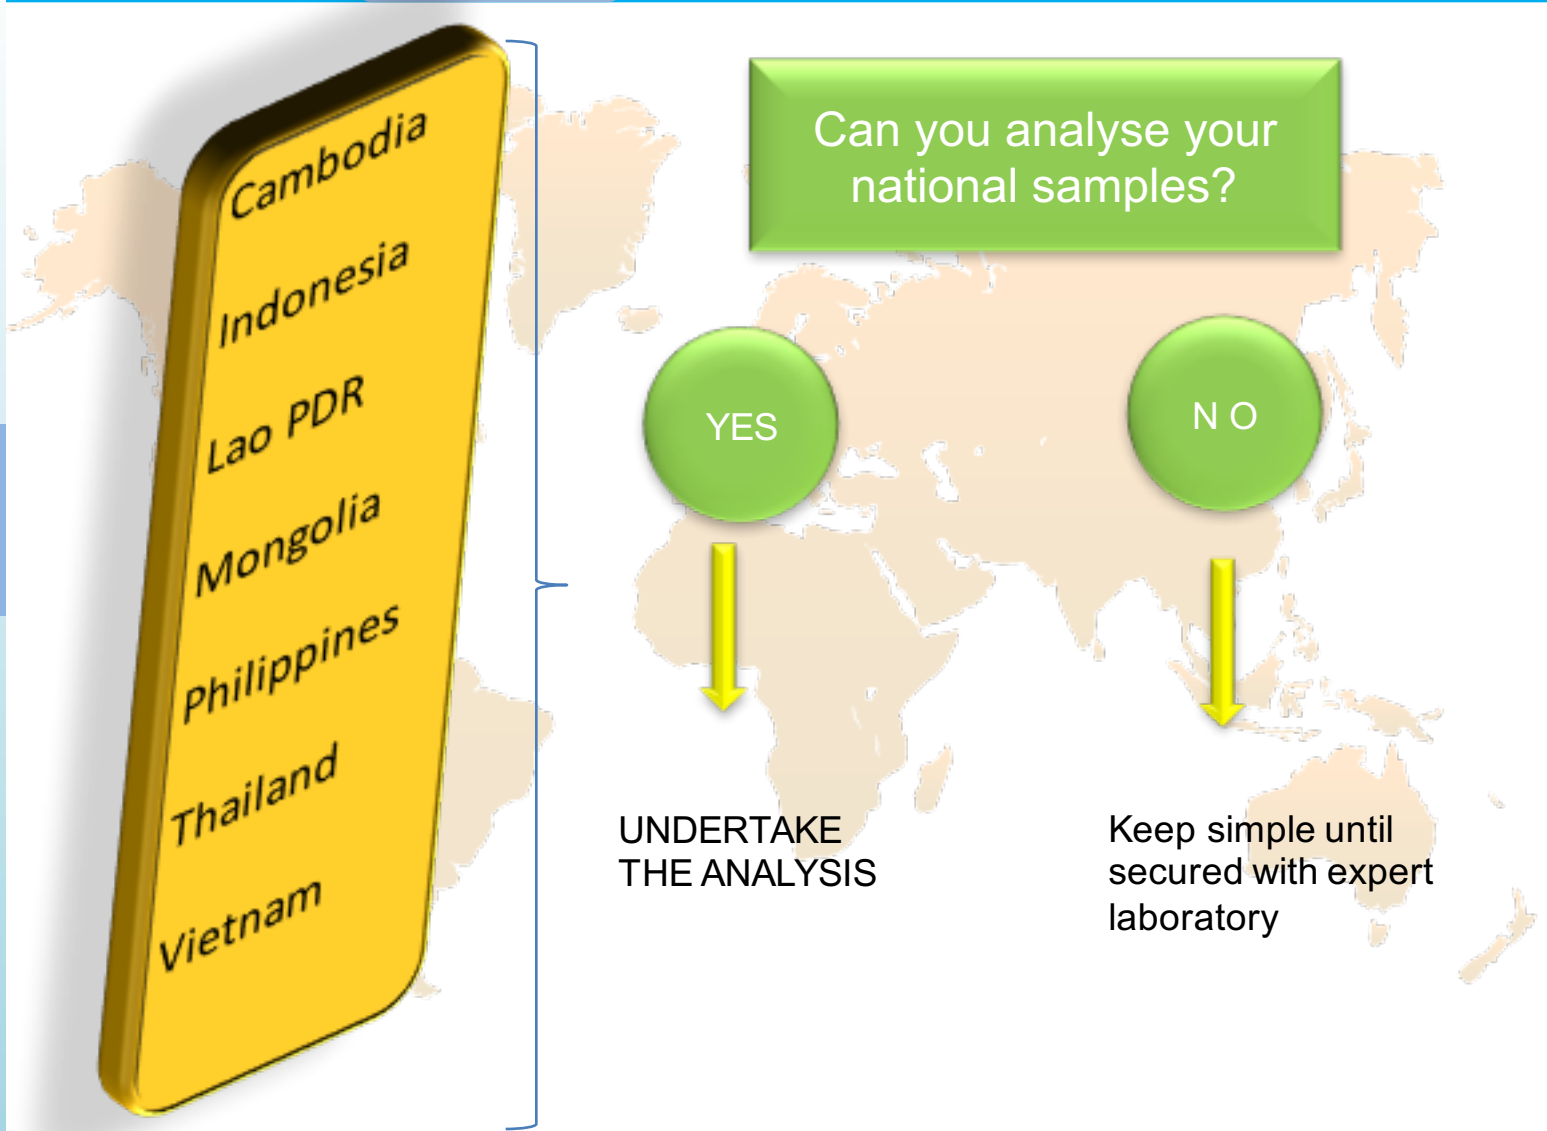 Cambodia
Indonesia
Lao PDR
Mongolia
Philippines
Thailand
Vietnam
Can you analyse your
national samples?
YES
N O
UNDERTAKE
THE ANALYSIS
Keep simple until
secured with expert
laboratory